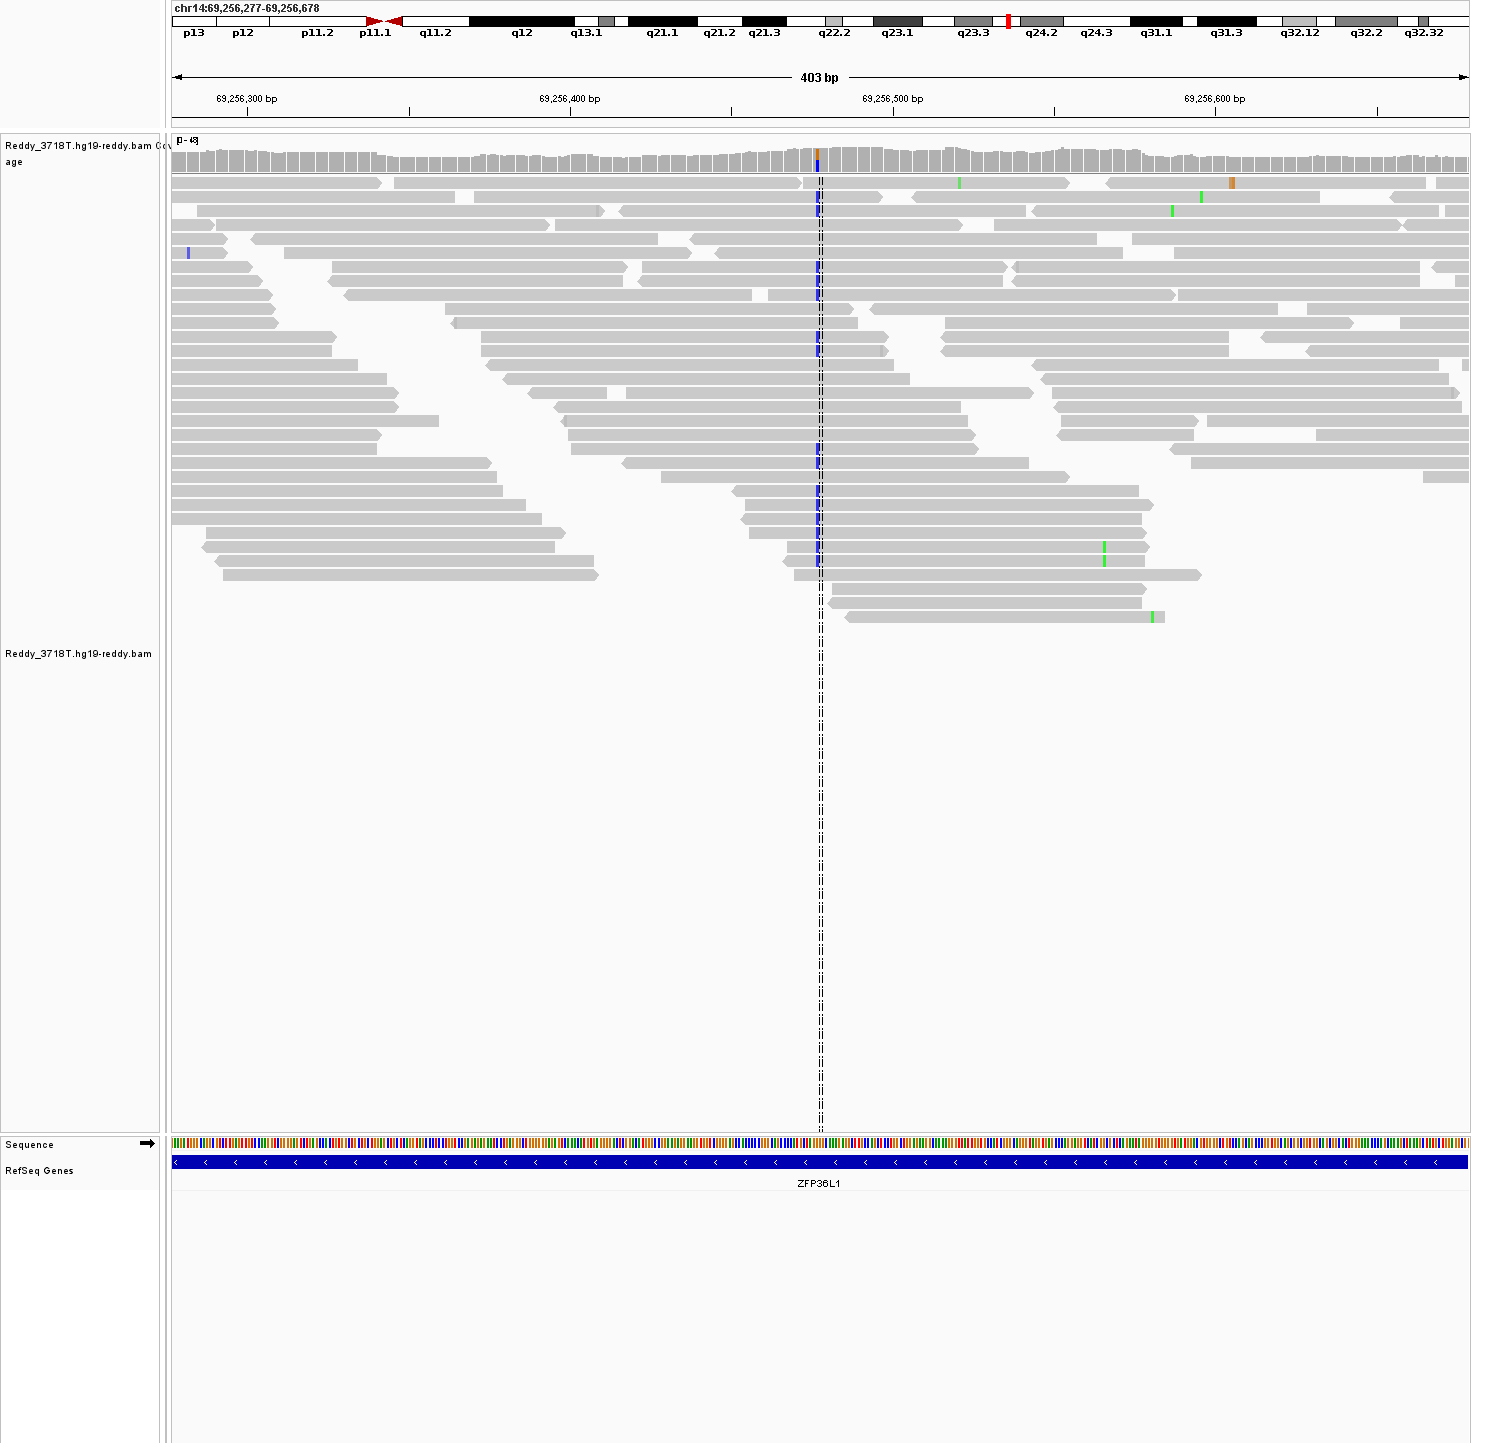 chr14:69,256,277-69,256,678
p13 p12 p11.2 p11.1 q11.2 q12 q13.1 q21.1 q21.2 q21.3 q22.2 q23.1 q23.3 q24.2 q24.3 q31.1 q31.3 q32.12 q32.2 q32.32
403 bp
69,256,300 bp 69,256,400 bp 69,256,500 bp 69,256,600 bp
Reddy_3718T.hg19-reddy.bam Cov
age
Reddy_3718T.hg19-reddy.bam
Sequence
RefSeq Genes
ZFP36L1